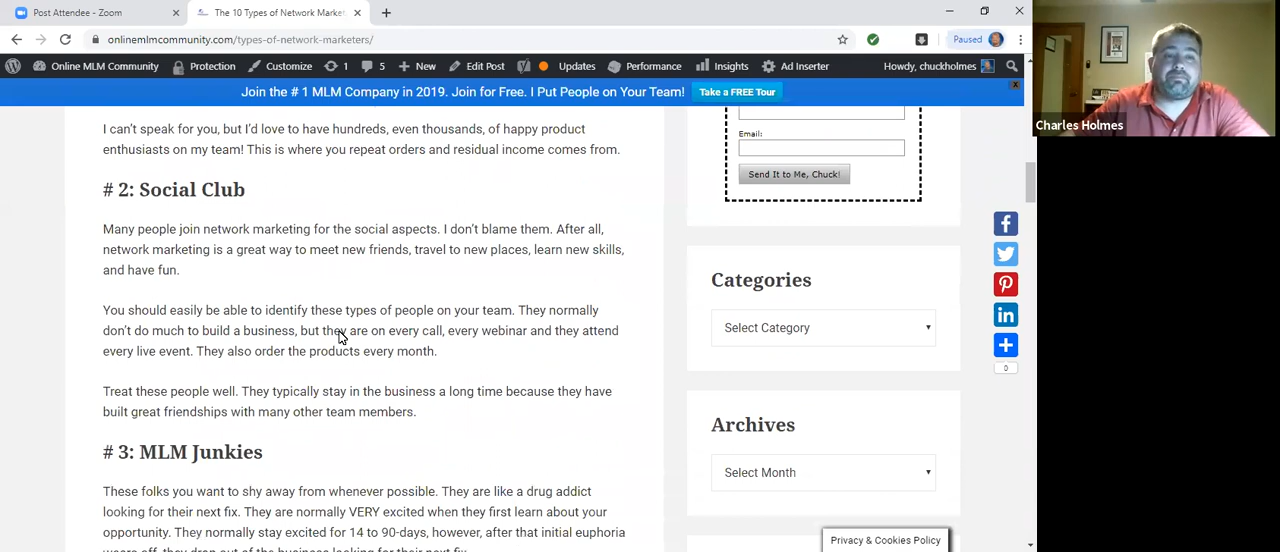 Post Attendee - Zoom
The 10 Types of Network Market
onlinemlmcommunity.com/types-of-network-marketers/
Paused
Online MLM Community
Protection
Customize
1
5
New
Edit Post
Updates
Performance
Insights
Ad Inserter
Howdy, chuckholmes
Join the # 1 MLM Company in 2019. Join for Free. I Put People on Your Team!
Take a FREE Tour
x
I can't speak for you, but I'd love to have hundreds, even thousands, of happy product
enthusiasts on my team! This is where you repeat orders and residual income comes from.
# 2: Social Club
Many people join network marketing for the social aspects. I don't blame them. After all,
network marketing is a great way to meet new friends, travel to new places, learn new skills,
and have fun.
You should easily be able to identify these types of people on your team. They normally
don't do much to build a business, but they are on every call, every webinar and they attend
every live event. They also order the products every month.
Treat these people well. They typically stay in the business a long time because they have
built great friendships with many other team members.
# 3: MLM Junkies
These folks you want to shy away from whenever possible. They are like a drug addict
looking for their next fix. They are normally VERY excited when they first learn about your
opportunity. They normally stay excited for 14 to 90-days, however, after that initial euphoria
wears off, they drop out of the business looking for their next fix.
Email:
Send It to Me, Chuck!
Categories
Select Category
Archives
Select Month
0
Privacy & Cookies Policy
Charles Holmes